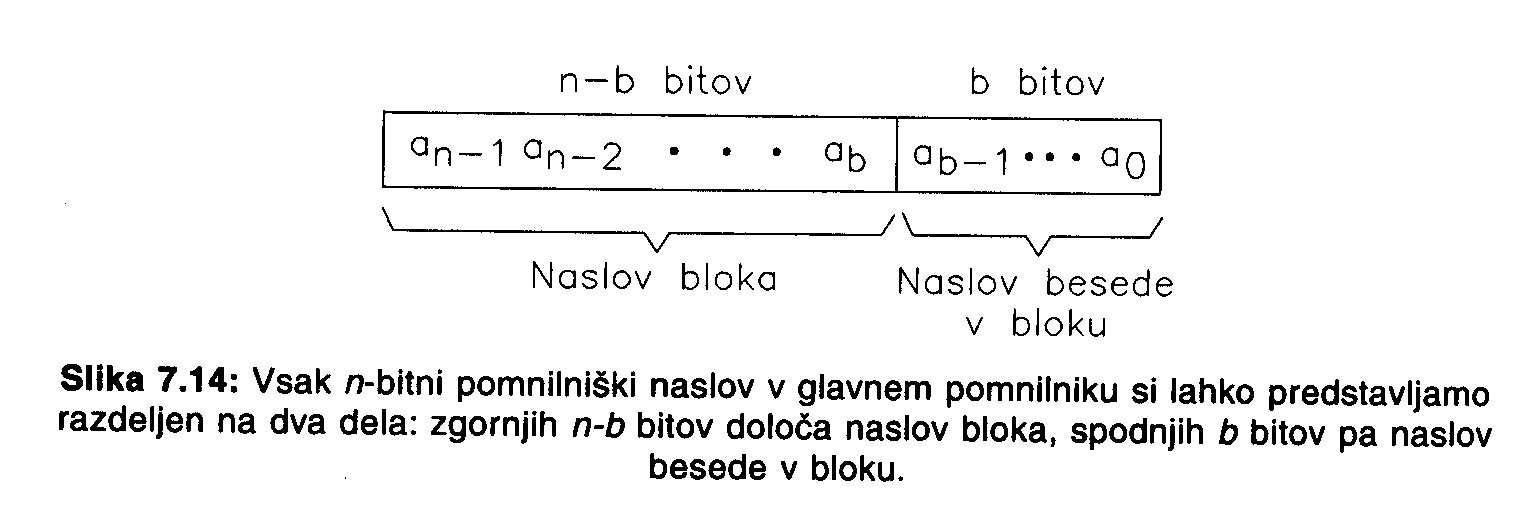 n−b bitov b bitov
aₙ₋₁ aₙ₋₂ • • • a_b a_b₋₁ ••• a₀
Naslov bloka Naslov besede
v bloku
Slika 7.14: Vsak n-bitni pomnilniški naslov v glavnem pomnilniku si lahko predstavljamo
razdeljen na dva dela: zgornjih n-b bitov določa naslov bloka, spodnjih b bitov pa naslov
besede v bloku.